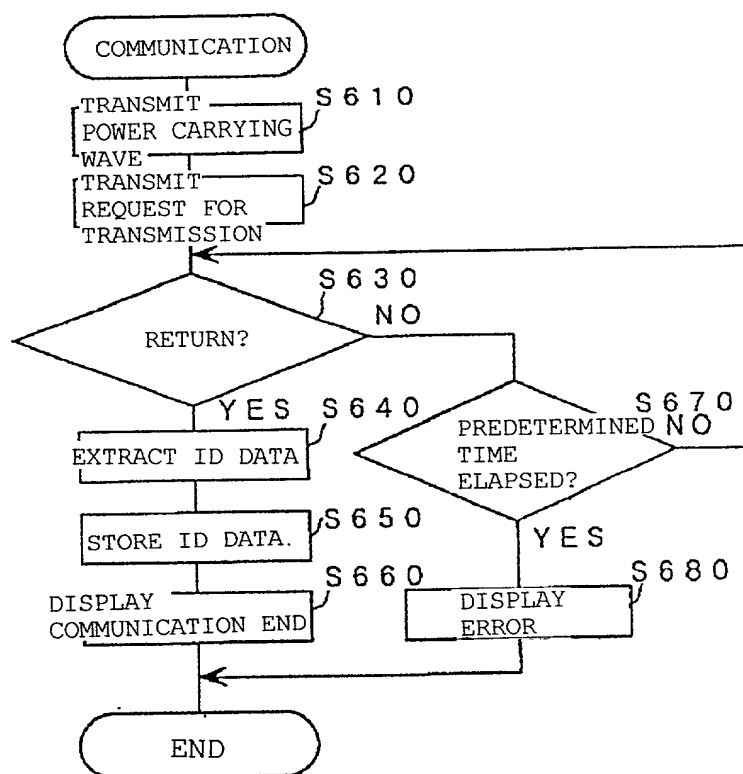 COMMUNICATION
TRANSMIT
S610
POWER CARRYING
WAVE
TRANSMIT
S620
REQUEST FOR
TRANSMISSION
S630
NO
RETURN?
YES
S640
EXTRACT ID DATA
S670
PREDETERMINED NO
TIME
ELAPSED?
S650
STORE ID DATA.
YES
S660
DISPLAY
COMMUNICATION END
S680
DISPLAY
ERROR
END